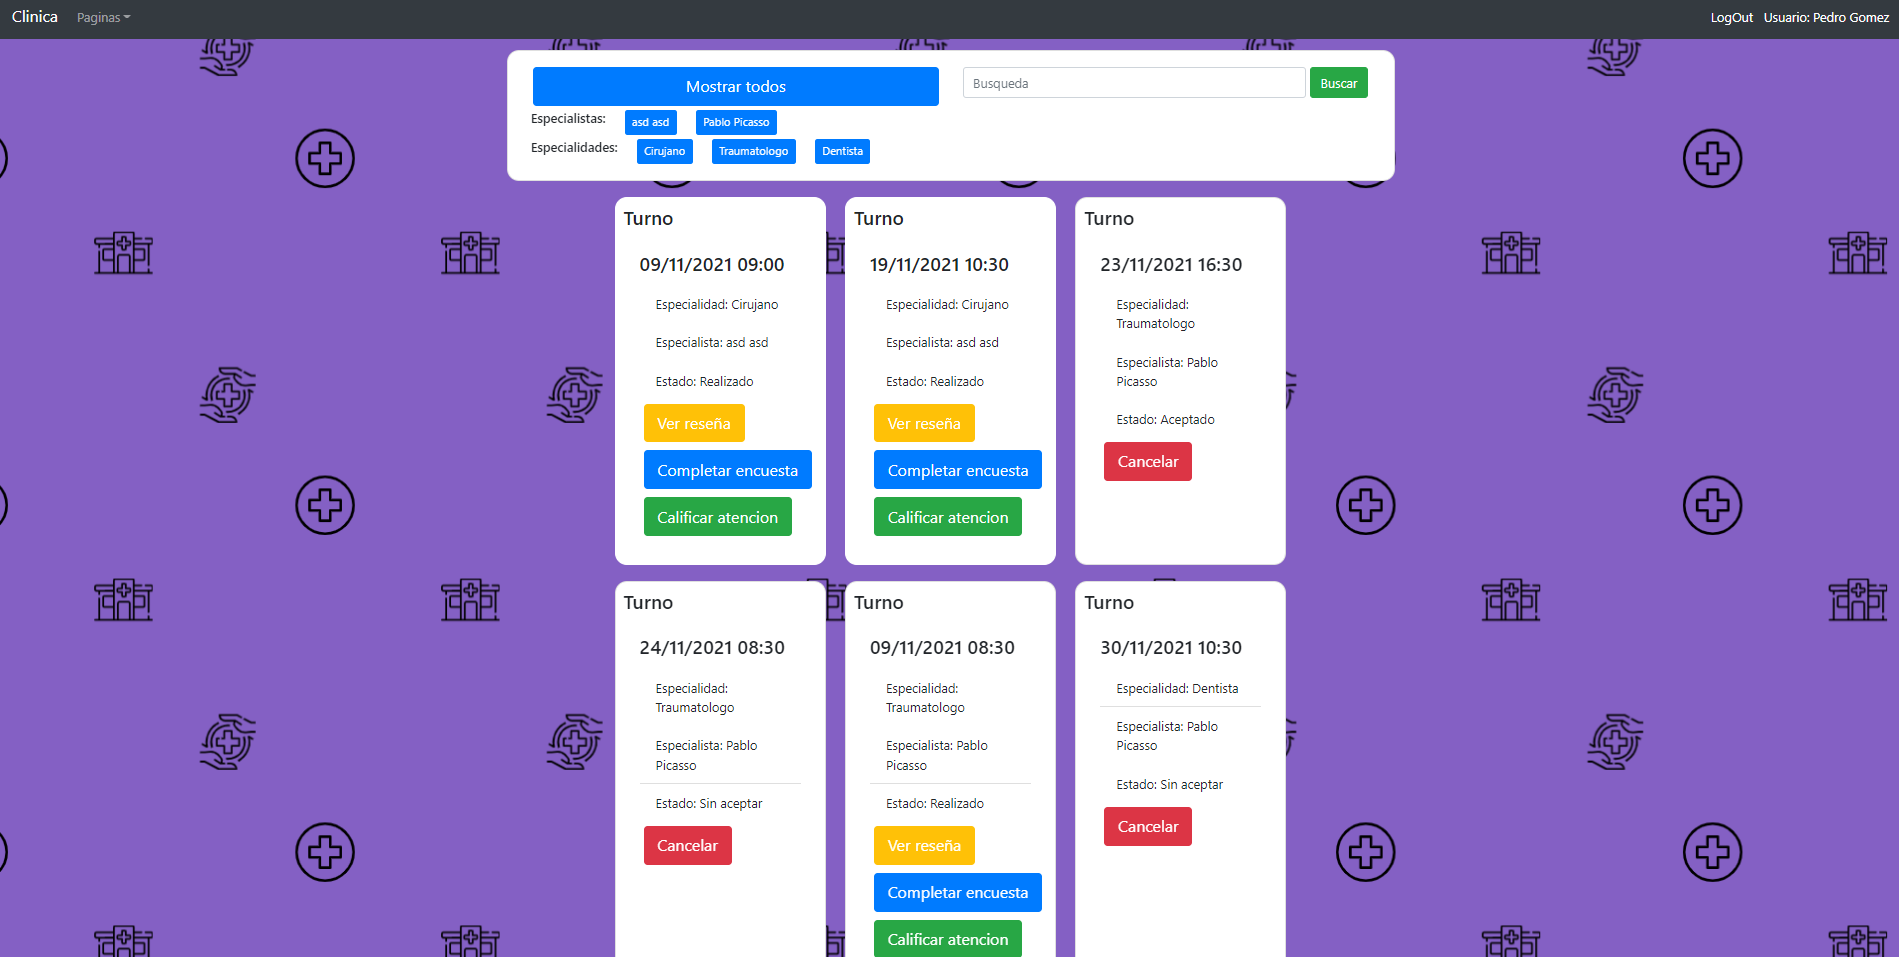 Clinica
Paginas
LogOut
Usuario: Pedro Gomez
Mostrar todos
Busqueda
Buscar
Especialistas:
asd asd
Pablo Picasso
Especialidades:
Cirujano
Traumatologo
Dentista
Turno
09/11/2021 09:00
Especialidad: Cirujano
Especialista: asd asd
Estado: Realizado
Ver reseña
Completar encuesta
Calificar atencion
Turno
19/11/2021 10:30
Especialidad: Cirujano
Especialista: asd asd
Estado: Realizado
Ver reseña
Completar encuesta
Calificar atencion
Turno
23/11/2021 16:30
Especialidad:
Traumatologo
Especialista: Pablo
Picasso
Estado: Aceptado
Cancelar
Turno
24/11/2021 08:30
Especialidad:
Traumatologo
Especialista: Pablo
Picasso
Estado: Sin aceptar
Cancelar
Turno
09/11/2021 08:30
Especialidad:
Traumatologo
Especialista: Pablo
Picasso
Estado: Realizado
Ver reseña
Completar encuesta
Calificar atencion
Turno
30/11/2021 10:30
Especialidad: Dentista
Especialista: Pablo
Picasso
Estado: Sin aceptar
Cancelar